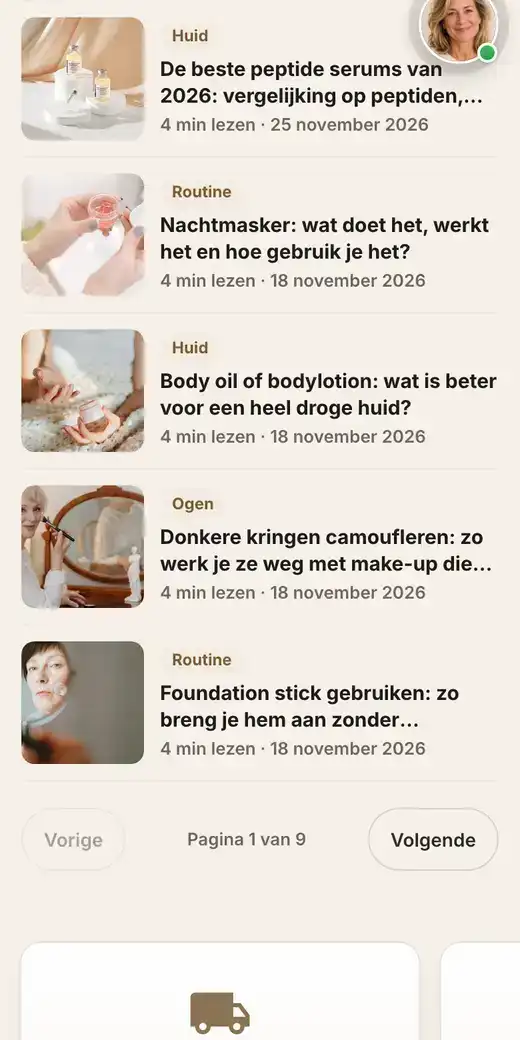 Huid
De beste peptide serums van
2026: vergelijking op peptiden,...
4 min lezen · 25 november 2026
Routine
Nachtmasker: wat doet het, werkt
het en hoe gebruik je het?
4 min lezen · 18 november 2026
Huid
Body oil of bodylotion: wat is beter
voor een heel droge huid?
4 min lezen · 18 november 2026
Ogen
Donkere kringen camoufleren: zo
werk je ze weg met make-up die...
4 min lezen · 18 november 2026
Routine
Foundation stick gebruiken: zo
breng je hem aan zonder...
4 min lezen · 18 november 2026
Vorige
Pagina 1 van 9
Volgende